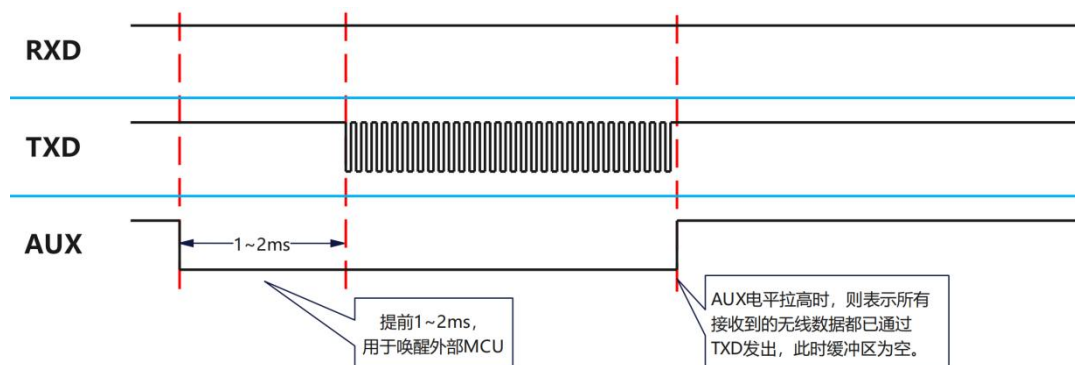 RXD
TXD
AUX
1~2ms
提前1~2ms，
用于唤醒外部MCU
AUX电平拉高时，则表示所有
接收到的无线数据都已通过
TXD发出，此时缓冲区为空。